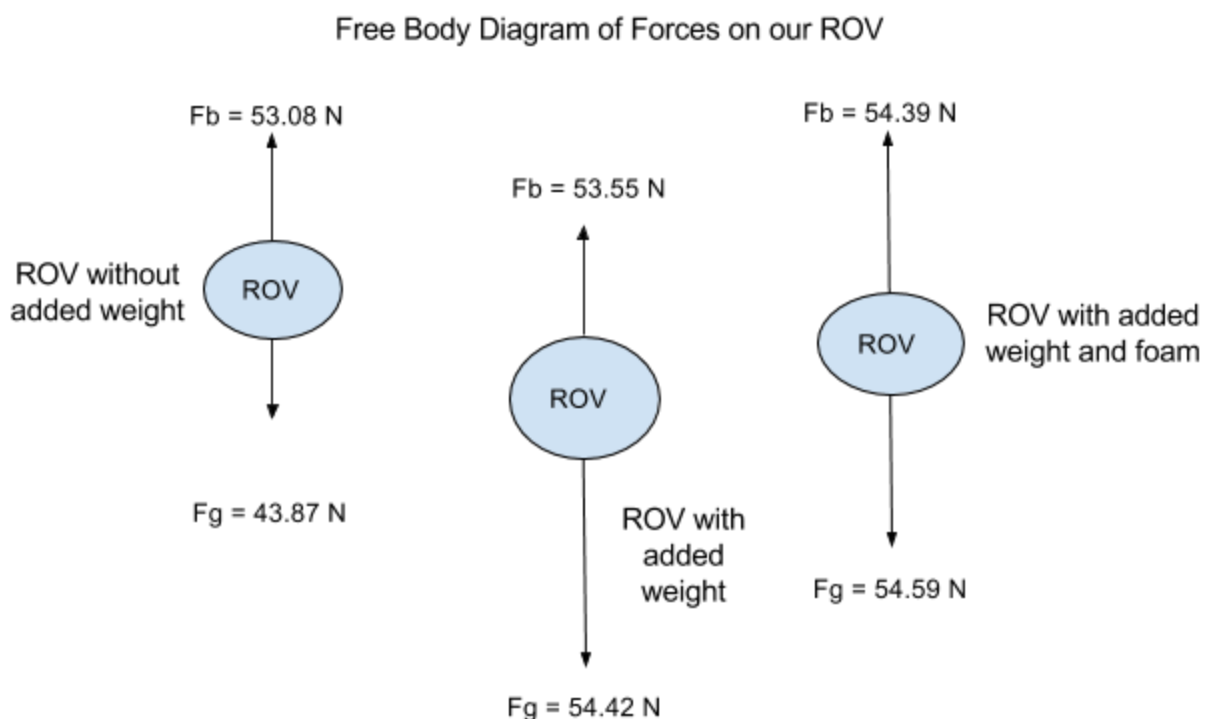 Free Body Diagram of Forces on our ROV
Fb = 53.08 N
ROV without
added weight
ROV
Fg = 43.87 N
Fb = 53.55 N
ROV
ROV with
added
weight
Fg = 54.42 N
Fb = 54.39 N
ROV
ROV with added
weight and foam
Fg = 54.59 N